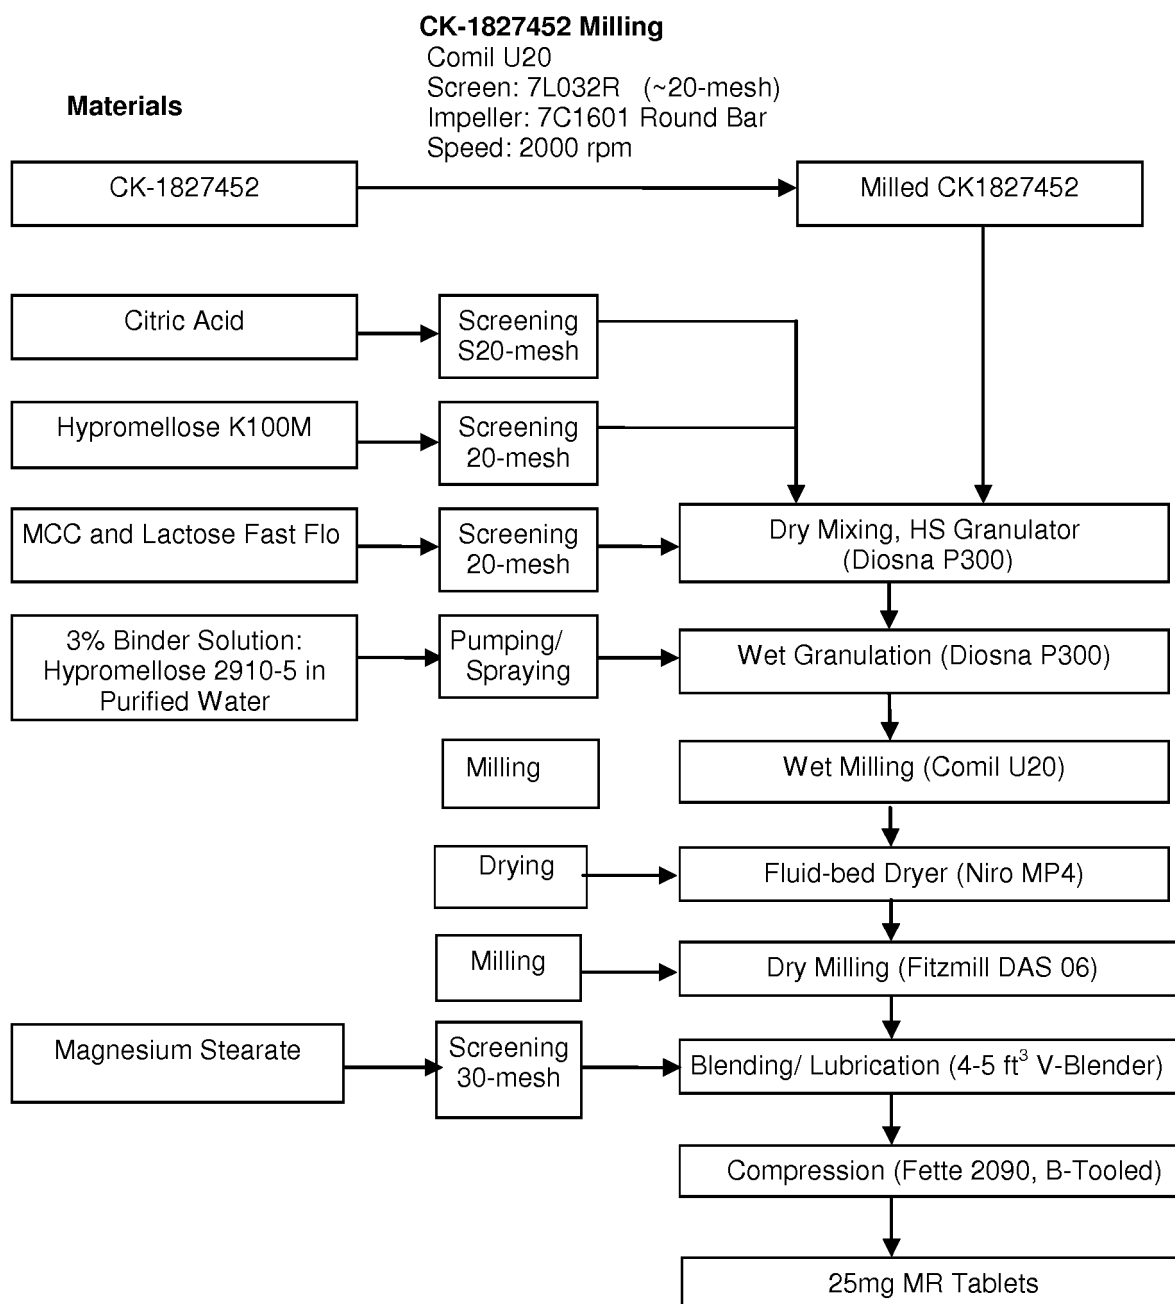 CK-1827452 Milling
Comil U20
Screen: 7L032R (~20-mesh)
Impeller: 7C1601 Round Bar
Speed: 2000 rpm
Materials
CK-1827452
Milled CK1827452
Citric Acid
Screening
S20-mesh
Hypromellose K100M
Screening
20-mesh
MCC and Lactose Fast Flo
Screening
20-mesh
Dry Mixing, HS Granulator
(Diosna P300)
3% Binder Solution:
Hypromellose 2910-5 in
Purified Water
Pumping/
Spraying
Wet Granulation (Diosna P300)
Milling
Wet Milling (Comil U20)
Drying
Fluid-bed Dryer (Niro MP4)
Milling
Dry Milling (Fitzmill DAS 06)
Magnesium Stearate
Screening
30-mesh
Blending/ Lubrication (4-5 ft³ V-Blender)
Compression (Fette 2090, B-Tooled)
25mg MR Tablets